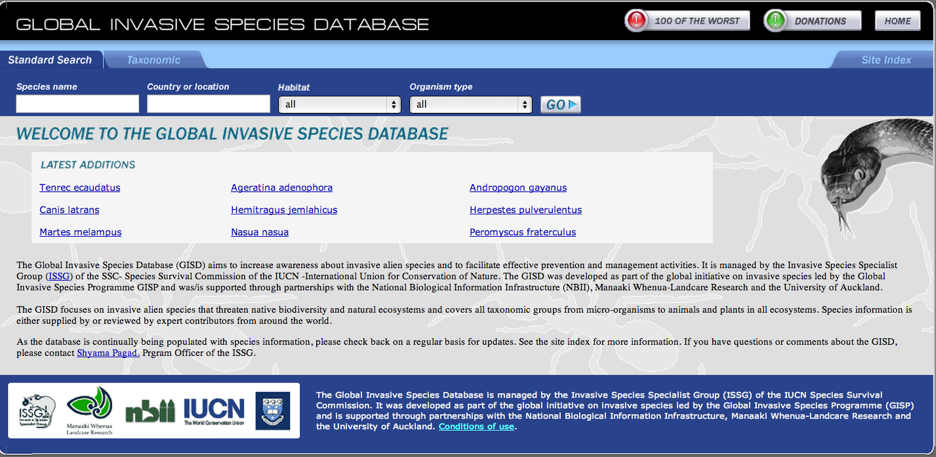 GLOBAL INVASIVE SPECIES DATABASE
100 OF THE WORST
DONATIONS
HOME
Standard Search
Taxonomic
Site Index
Species name
Country or location
Habitat
Organism type
all
all
GO
WELCOME TO THE GLOBAL INVASIVE SPECIES DATABASE
LATEST ADDITIONS
Tenrec ecaudatus
Ageratina adenophora
Andropogon gayanus
Canis latrans
Hemitragus jemlahicus
Herpestes pulverulentus
Martes melampus
Nasua nasua
Peromyscus fraterculus
The Global Invasive Species Database (GISD) aims to increase awareness about invasive alien species and to facilitate effective prevention and management activities. It is managed by the Invasive Species Specialist
Group (ISSG) of the SSC- Species Survival Commission of the IUCN -International Union for Conservation of Nature. The GISD was developed as part of the global initiative on invasive species led by the Global
Invasive Species Programme GISP and was/is supported through partnerships with the National Biological Information Infrastructure (NBII), Manaaki Whenua-Landcare Research and the University of Auckland.
The GISD focuses on invasive alien species that threaten native biodiversity and natural ecosystems and covers all taxonomic groups from micro-organisms to animals and plants in all ecosystems. Species information is
either supplied by or reviewed by expert contributors from around the world.
As the database is continually being populated with species information, please check back on a regular basis for updates. See the site index for more information. If you have questions or comments about the GISD,
please contact Shyama Pagad. Prgram Officer of the ISSG.
ISSG
Invasive Species
Specialist Group
Manaaki Whenua
Landcare Research
nbii
IUCN
The World Conservation Union
The Global Invasive Species Database is managed by the Invasive Species Specialist Group (ISSG) of the IUCN Species Survival
Commission. It was developed as part of the global initiative on invasive species led by the Global Invasive Species Programme (GISP)
and is supported through partnerships with the National Biological Information Infrastructure, Manaaki Whenua-Landcare Research and
the University of Auckland. Conditions of use.